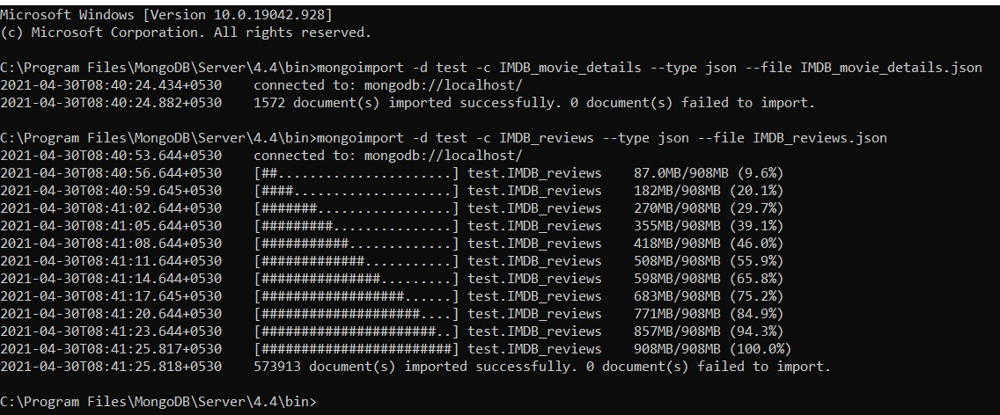 Microsoft Windows [Version 10.0.19042.928]
(c) Microsoft Corporation. All rights reserved.
C:\Program Files\MongoDB\Server\4.4\bin>mongoimport -d test -c IMDB_movie_details --type json --file IMDB_movie_details.json
2021-04-30T08:40:24.434+0530    connected to: mongodb://localhost/
2021-04-30T08:40:24.882+0530    1572 document(s) imported successfully. 0 document(s) failed to import.
C:\Program Files\MongoDB\Server\4.4\bin>mongoimport -d test -c IMDB_reviews --type json --file IMDB_reviews.json
2021-04-30T08:40:53.644+0530    connected to: mongodb://localhost/
2021-04-30T08:40:56.644+0530    [##......................] test.IMDB_reviews    87.0MB/908MB (9.6%)
2021-04-30T08:40:59.645+0530    [####....................] test.IMDB_reviews    182MB/908MB (20.1%)
2021-04-30T08:41:02.644+0530    [#######.................] test.IMDB_reviews    270MB/908MB (29.7%)
2021-04-30T08:41:05.644+0530    [#########...............] test.IMDB_reviews    355MB/908MB (39.1%)
2021-04-30T08:41:08.644+0530    [###########.............] test.IMDB_reviews    418MB/908MB (46.0%)
2021-04-30T08:41:11.644+0530    [#############...........] test.IMDB_reviews    508MB/908MB (55.9%)
2021-04-30T08:41:14.644+0530    [###############.........] test.IMDB_reviews    598MB/908MB (65.8%)
2021-04-30T08:41:17.645+0530    [##################......] test.IMDB_reviews    683MB/908MB (75.2%)
2021-04-30T08:41:20.644+0530    [####################....] test.IMDB_reviews    771MB/908MB (84.9%)
2021-04-30T08:41:23.644+0530    [######################..] test.IMDB_reviews    857MB/908MB (94.3%)
2021-04-30T08:41:25.817+0530    [########################] test.IMDB_reviews    908MB/908MB (100.0%)
2021-04-30T08:41:25.818+0530    573913 document(s) imported successfully. 0 document(s) failed to import.
C:\Program Files\MongoDB\Server\4.4\bin>